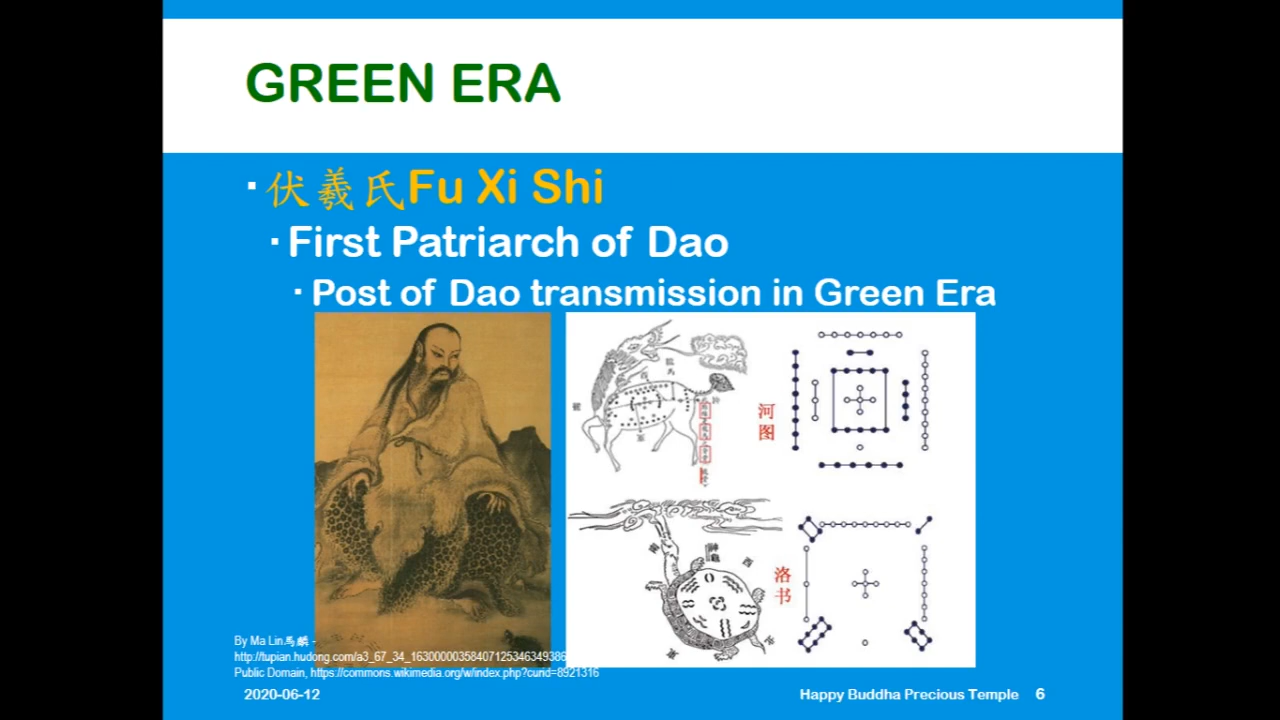 GREEN ERA
▪ 伏羲氏Fu Xi Shi
▪ First Patriarch of Dao
▪ Post of Dao transmission in Green Era
河图
洛书
By Ma Lin馬麟 -
http://tupian.hudong.com/a3_67_34_16300000358407125346349386
Public Domain, https://commons.wikimedia.org/w/index.php?curid=8921316
2020-06-12
Happy Buddha Precious Temple 6